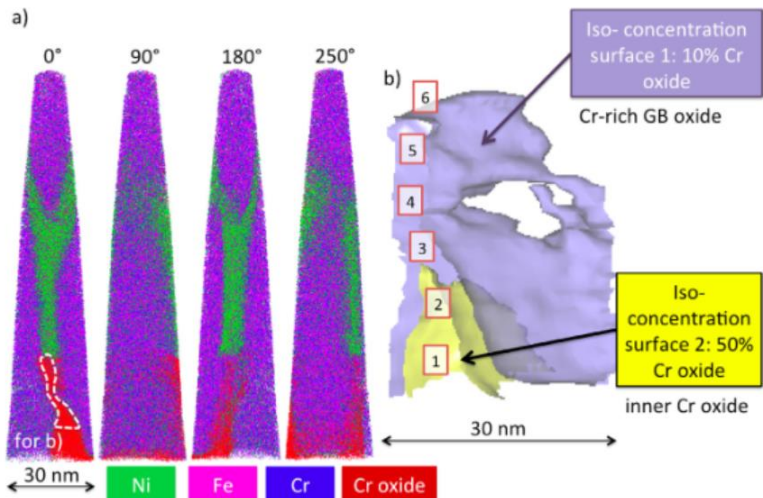 a)
0° 90° 180° 250°
for b)
30 nm
Ni Fe Cr Cr oxide
b)
Iso- concentration
surface 1: 10% Cr
oxide
Cr-rich GB oxide
6
5
4
3
2
1
Iso-
concentration
surface 2: 50%
Cr oxide
inner Cr oxide
30 nm